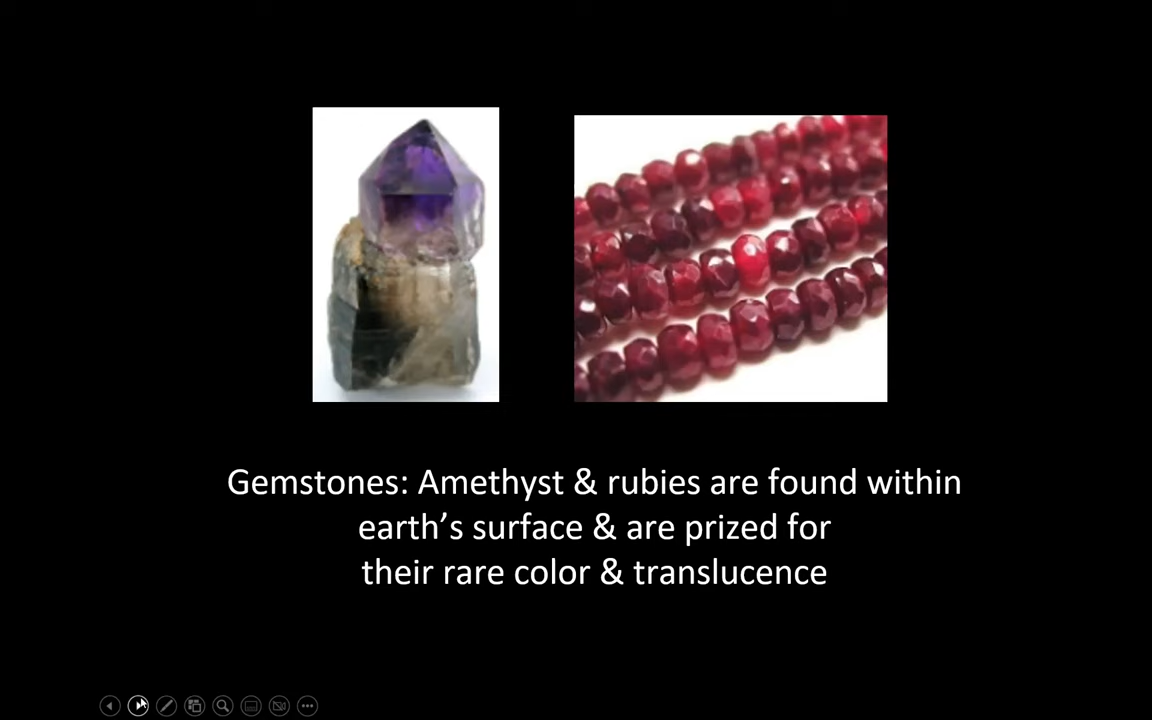 Gemstones: Amethyst & rubies are found within
earth’s surface & are prized for
their rare color & translucence